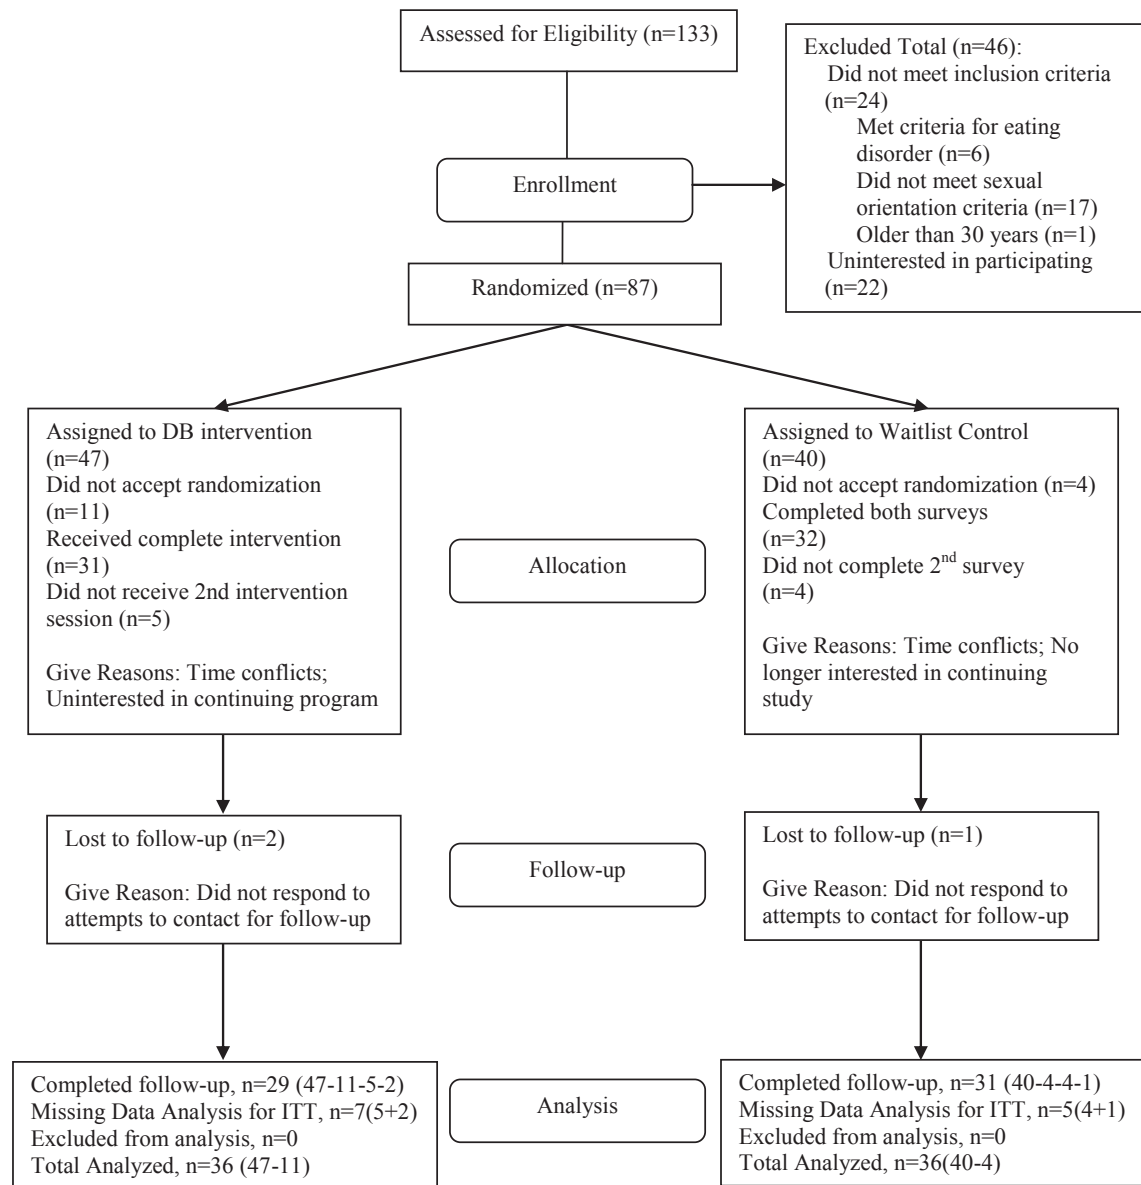 Assessed for Eligibility (n=133)
Excluded Total (n=46):
Did not meet inclusion criteria
(n=24)
Met criteria for eating
disorder (n=6)
Did not meet sexual
orientation criteria (n=17)
Older than 30 years (n=1)
Uninterested in participating
(n=22)
Enrollment
Randomized (n=87)
Assigned to DB intervention
(n=47)
Did not accept randomization
(n=11)
Received complete intervention
(n=31)
Did not receive 2nd intervention
session (n=5)
Give Reasons: Time conflicts;
Uninterested in continuing program
Allocation
Assigned to Waitlist Control
(n=40)
Did not accept randomization (n=4)
Completed both surveys
(n=32)
Did not complete 2nd survey
(n=4)
Give Reasons: Time conflicts; No
longer interested in continuing
study
Lost to follow-up (n=2)
Give Reason: Did not respond to
attempts to contact for follow-up
Follow-up
Lost to follow-up (n=1)
Give Reason: Did not respond to
attempts to contact for follow-up
Completed follow-up, n=29 (47-11-5-2)
Missing Data Analysis for ITT, n=7(5+2)
Excluded from analysis, n=0
Total Analyzed, n=36 (47-11)
Analysis
Completed follow-up, n=31 (40-4-4-1)
Missing Data Analysis for ITT, n=5(4+1)
Excluded from analysis, n=0
Total Analyzed, n=36(40-4)